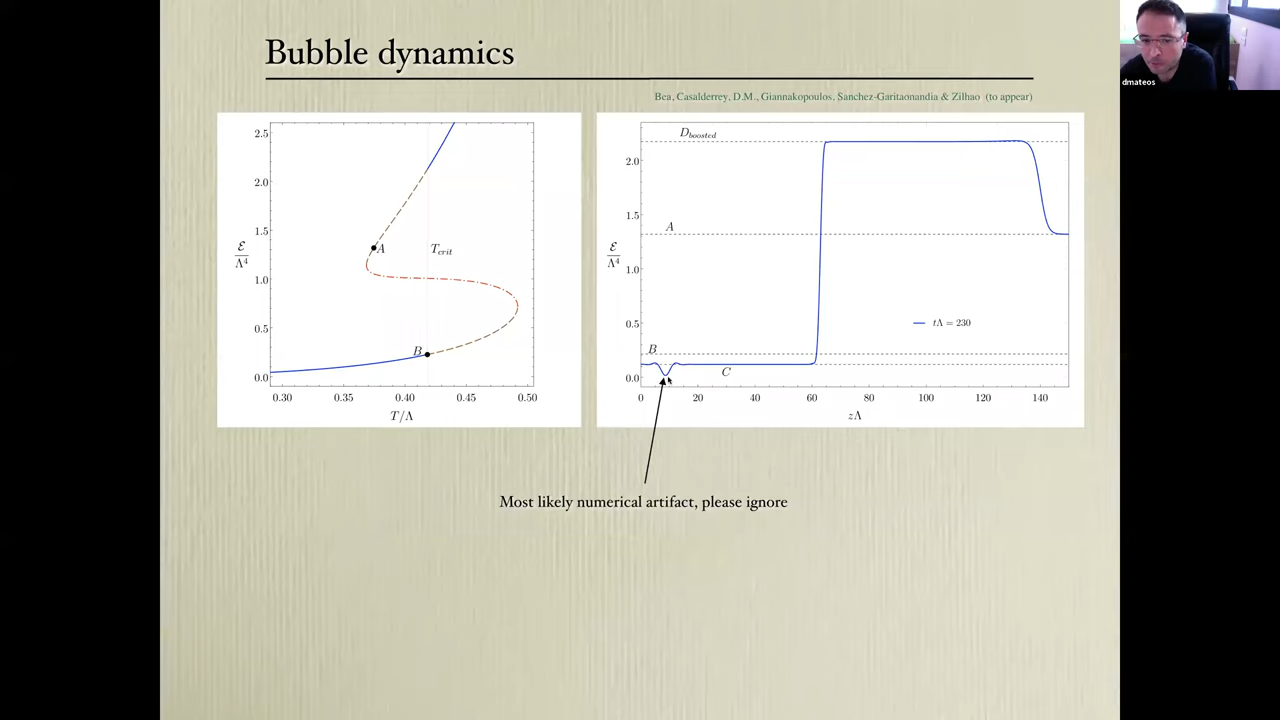 Bubble dynamics
dmateos
Bea, Casalderrey, D.M., Giannakopoulos, Sanchez-Garitaonandia & Zilhao (to appear)
2.5
2.0
1.5
1.0
0.5
0.0
ℰ/Λ⁴
A
T_crit
B
0.30 0.35 0.40 0.45 0.50
T/Λ
D_boosted
2.0
1.5
1.0
0.5
0.0
ℰ/Λ⁴
A
tΛ = 230
B
C
0 20 40 60 80 100 120 140
zΛ
Most likely numerical artifact, please ignore